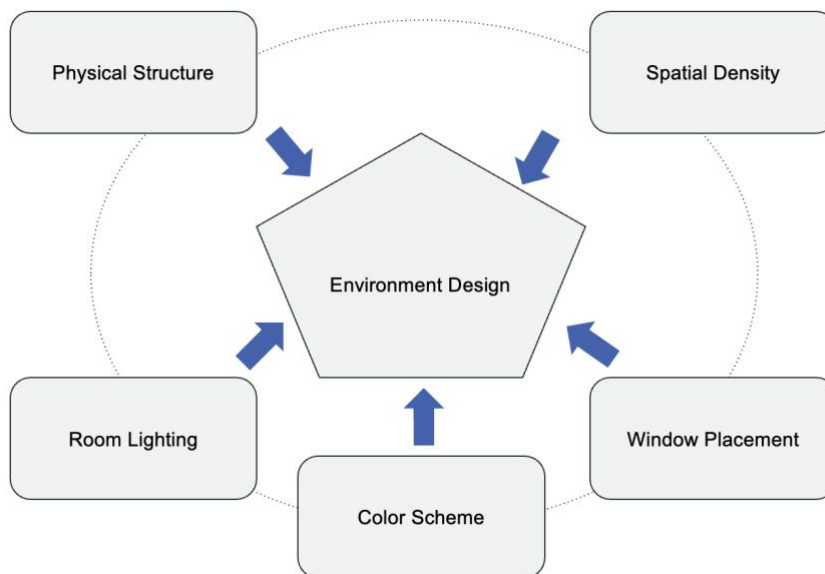 Physical Structure
Spatial Density
Environment Design
Room Lighting
Window Placement
Color Scheme